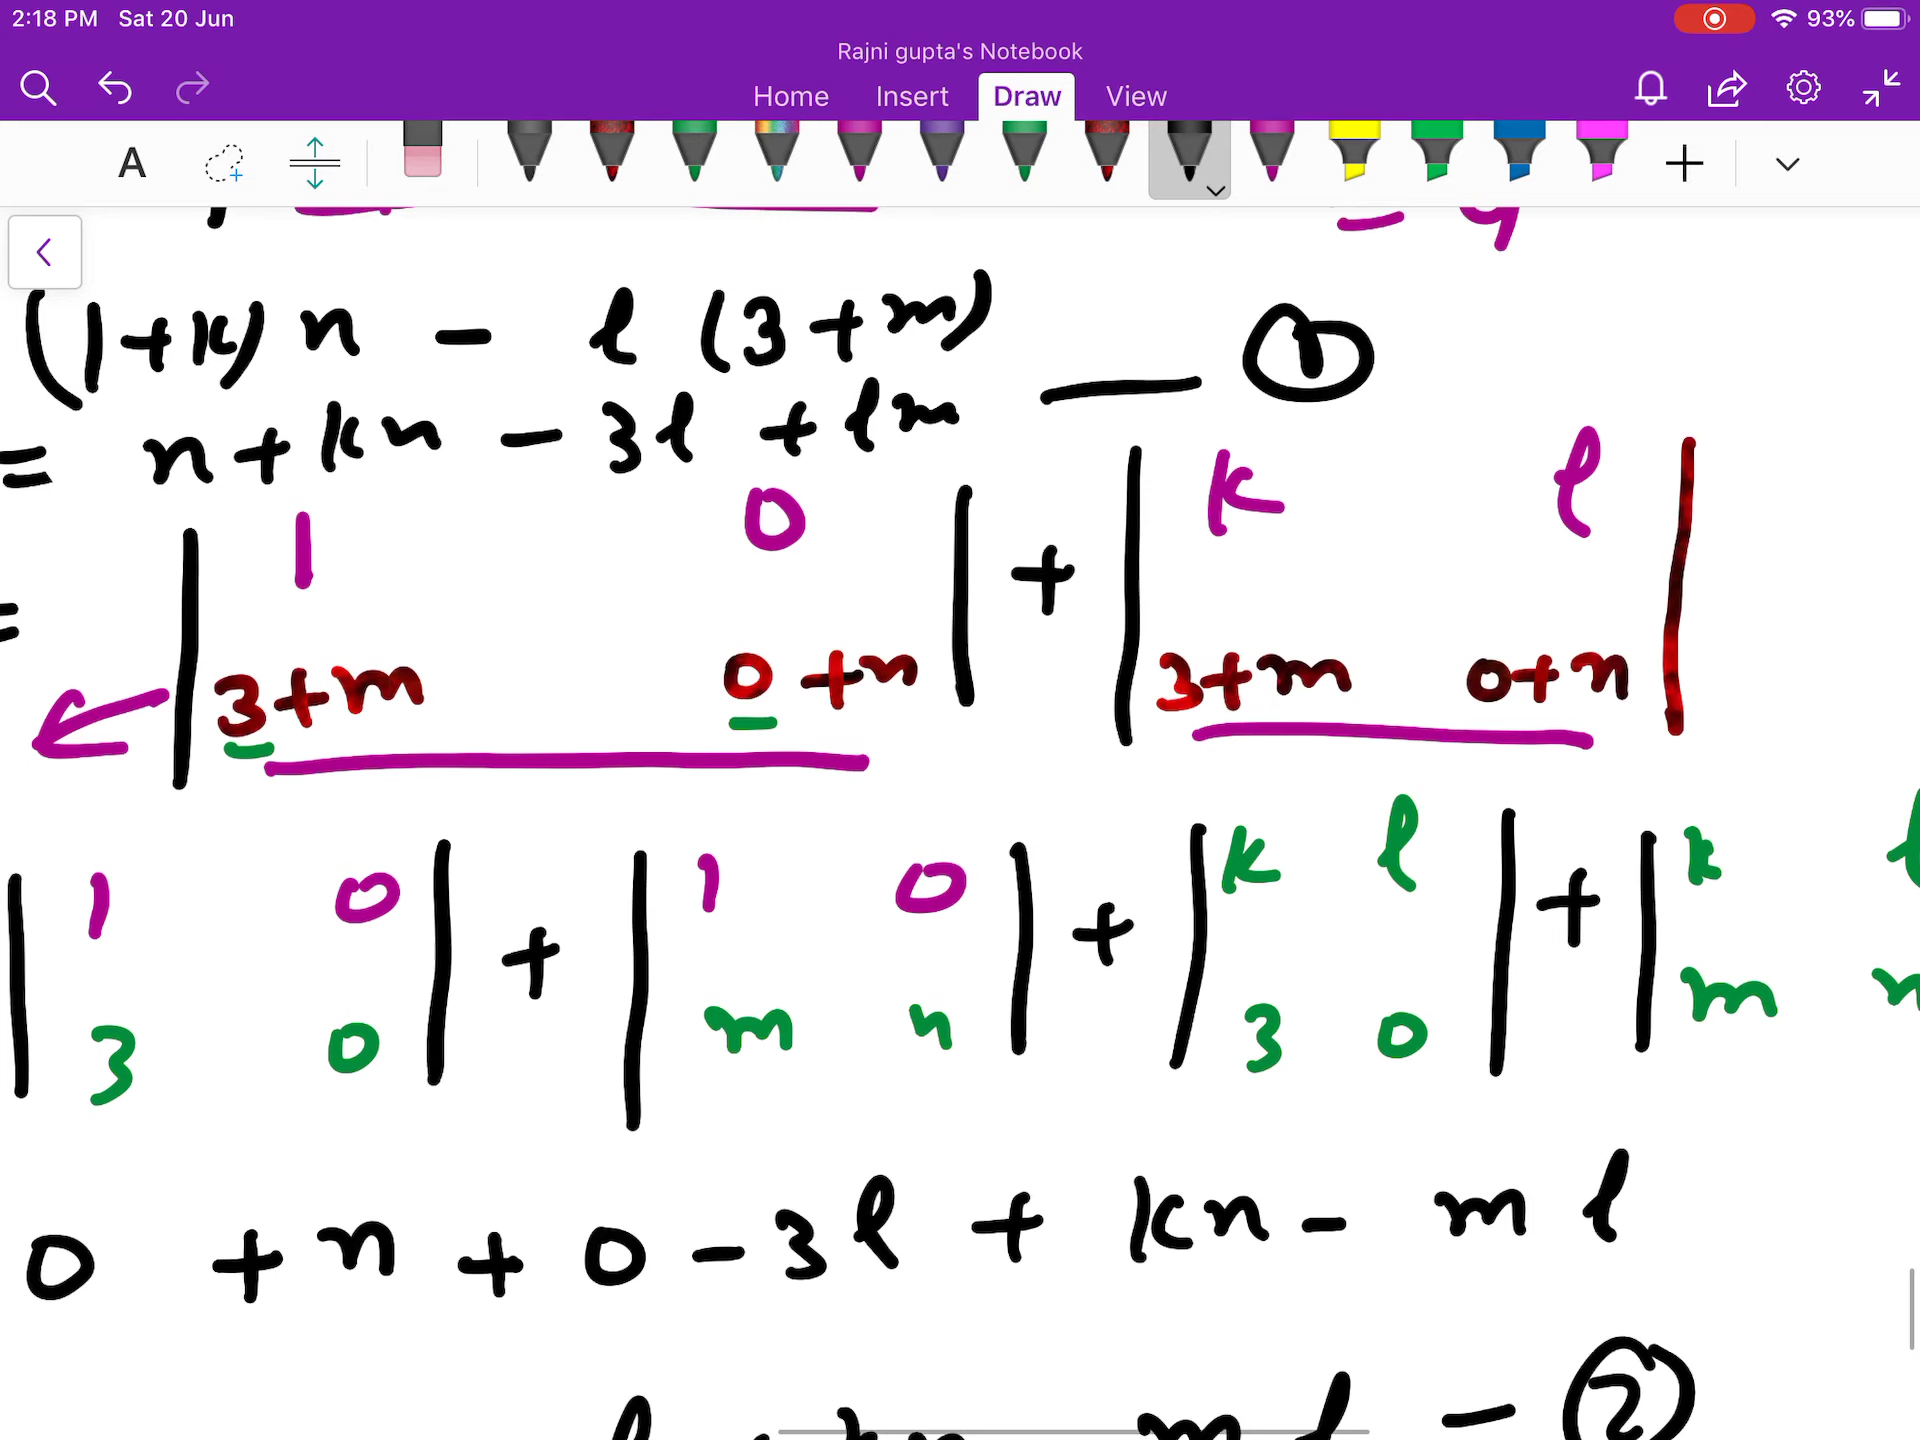 2:18 PM Sat 20 Jun 93%
Rajni gupta's Notebook
Home Insert Draw View
A
(1+k) n - l (3+m) — 1
= n + kn - 3l + lm
= | 1 0 | + | k l |
| 3+m 0+n | | 3+m 0+n |
| 1 0 | + | 1 0 | + | k l | + | k l
| 3 0 | | m n | | 3 0 | | m n
0 + n + 0 - 3l + kn - ml
l kn ml - 2